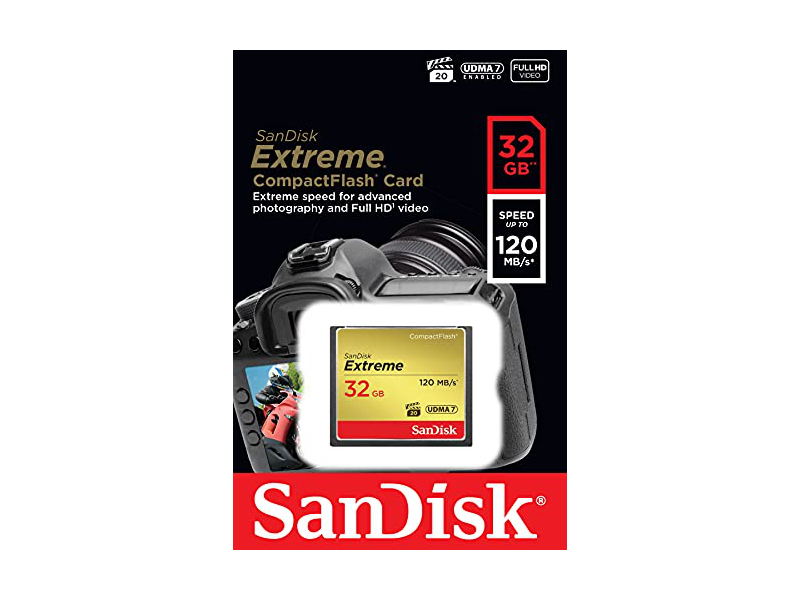 20
UDMA 7
ENABLED
FULL HD
VIDEO
SanDisk
Extreme®
CompactFlash® Card
Extreme speed for advanced
photography and Full HD¹ video
32
GB**
SPEED
UP TO
120
MB/s*
CompactFlash®
SanDisk
Extreme
32 GB
120 MB/s*
20
UDMA 7
SanDisk
SanDisk®